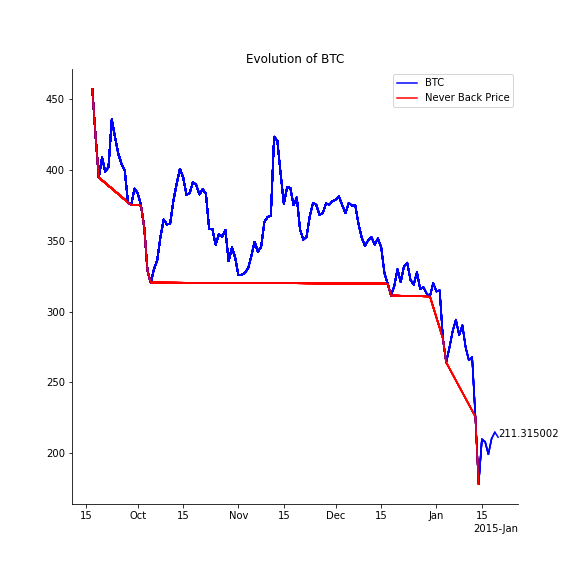 Evolution of BTC
BTC
Never Back Price
450
400
350
300
250
200
211.315002
15
Oct
15
Nov
15
Dec
15
Jan
15
2015-Jan